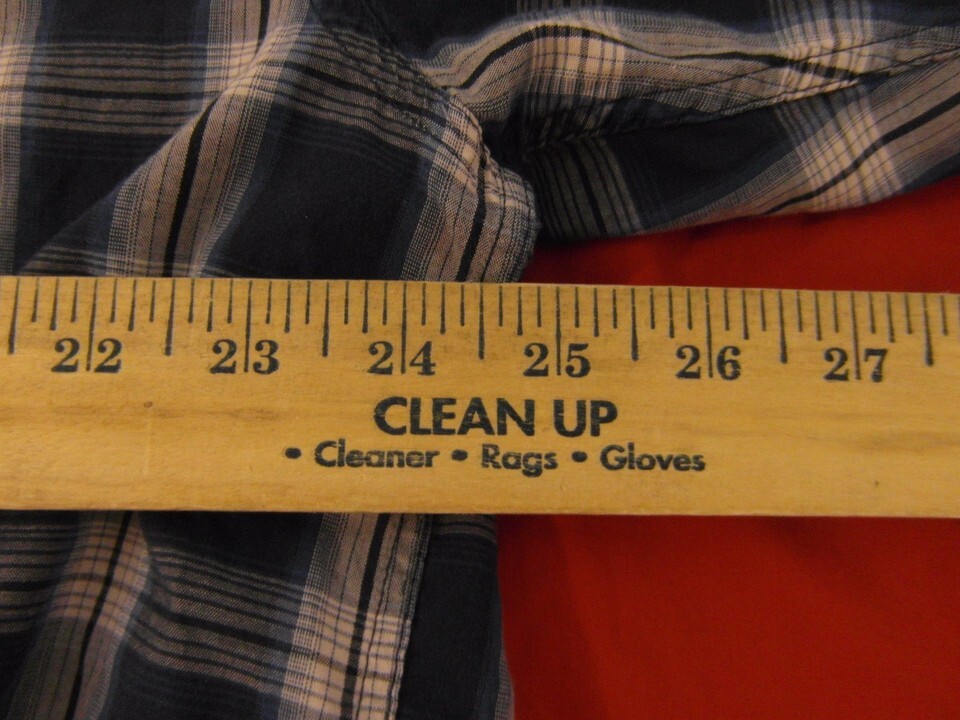 22 23 24 25 26 27
CLEAN UP
• Cleaner • Rags • Gloves